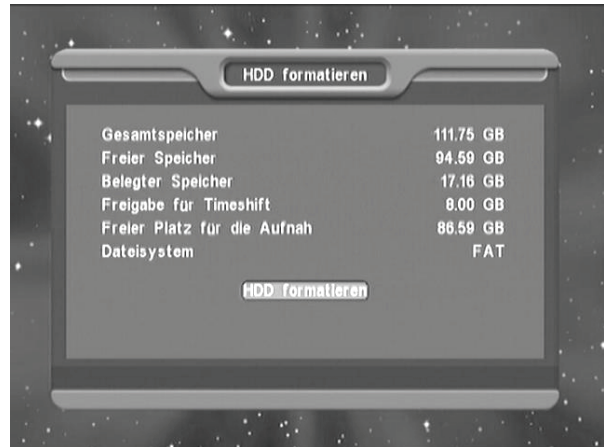 HDD formatieren
Gesamtspeicher 111.75 GB
Freier Speicher 94.59 GB
Belegter Speicher 17.16 GB
Freigabe für Timeshift 8.00 GB
Freier Platz für die Aufnah 86.59 GB
Dateisystem FAT
HDD formatieren